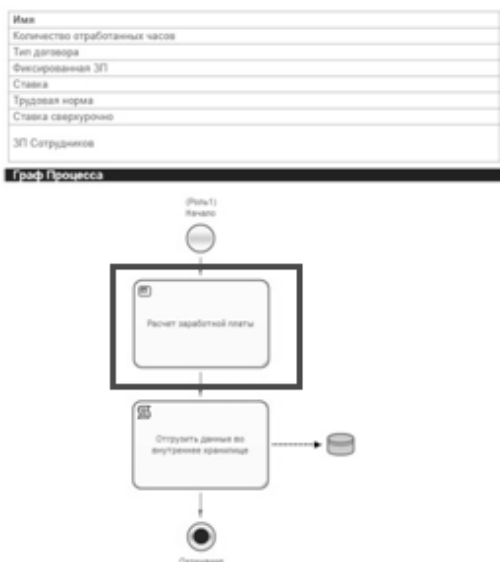 Имя
Количество отработанных часов
Тип договора
Фиксированная ЗП
Ставка
Трудовая норма
Ставка сверхурочно
ЗП Сотрудников
Граф Процесса
(Роль1)
Начало
Расчет заработной платы
Отгрузить данные во
внутреннее хранилище
Окончание